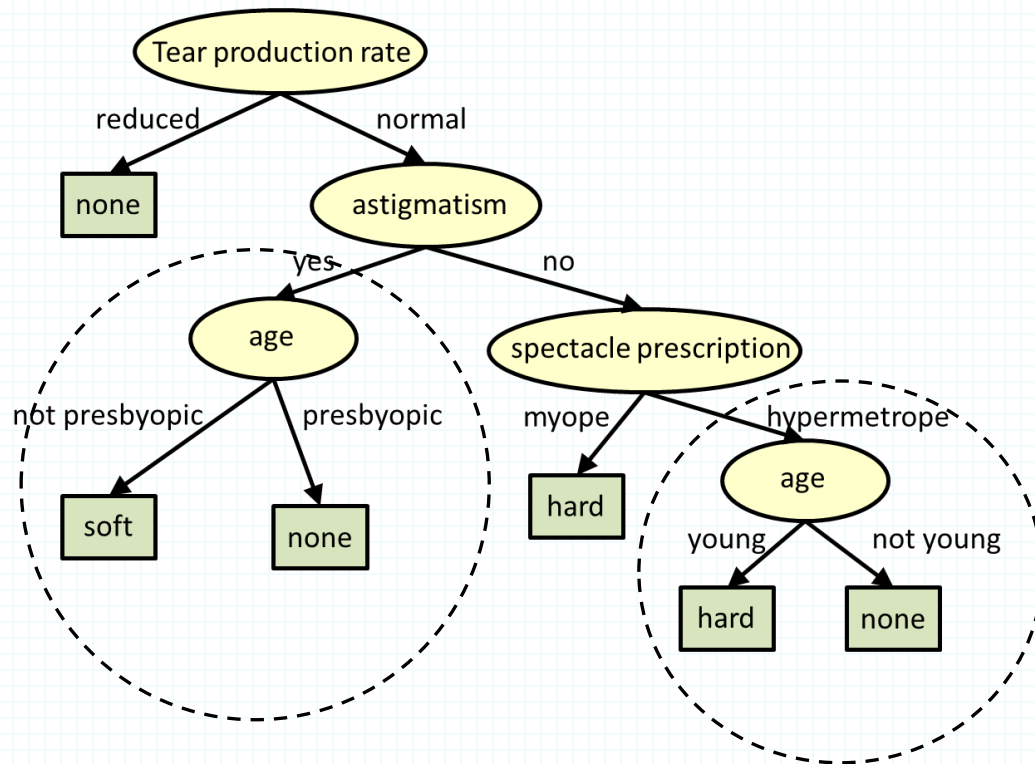 Tear production rate
reduced
normal
none
astigmatism
yes
no
age
spectacle prescription
not presbyopic
presbyopic
myope
hypermetrope
soft
none
hard
age
young
not young
hard
none